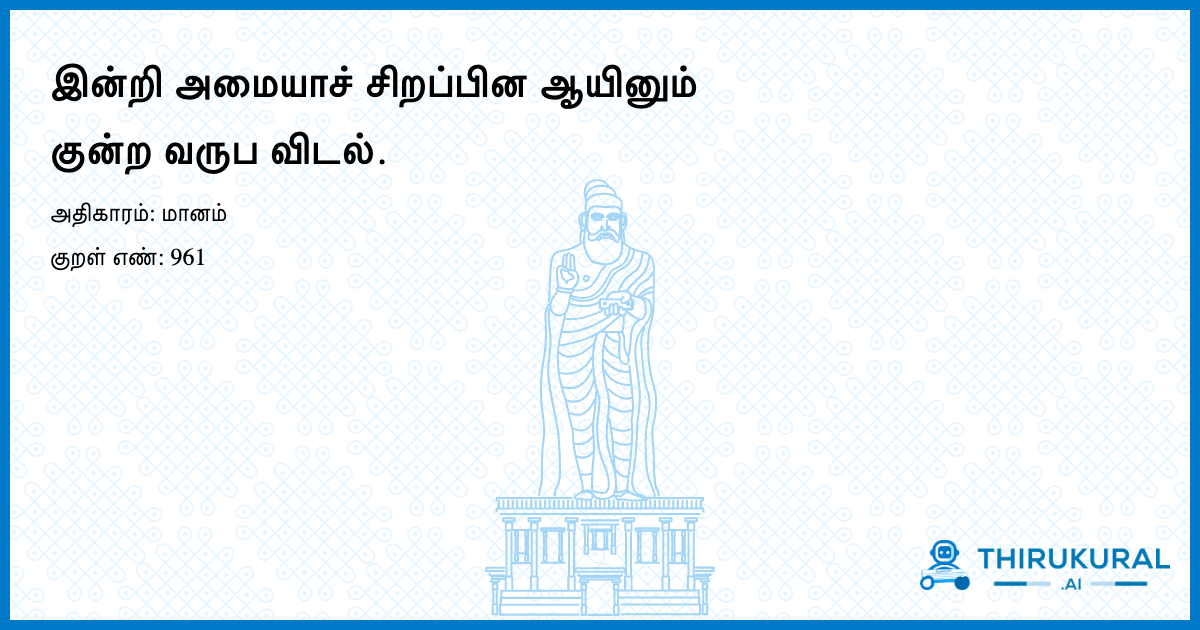 இன்றி அமையாச் சிறப்பின ஆயினும்
குன்ற வருப விடல்.
அதிகாரம்: மானம்
குறள் எண்: 961
THIRUKURAL
.AI